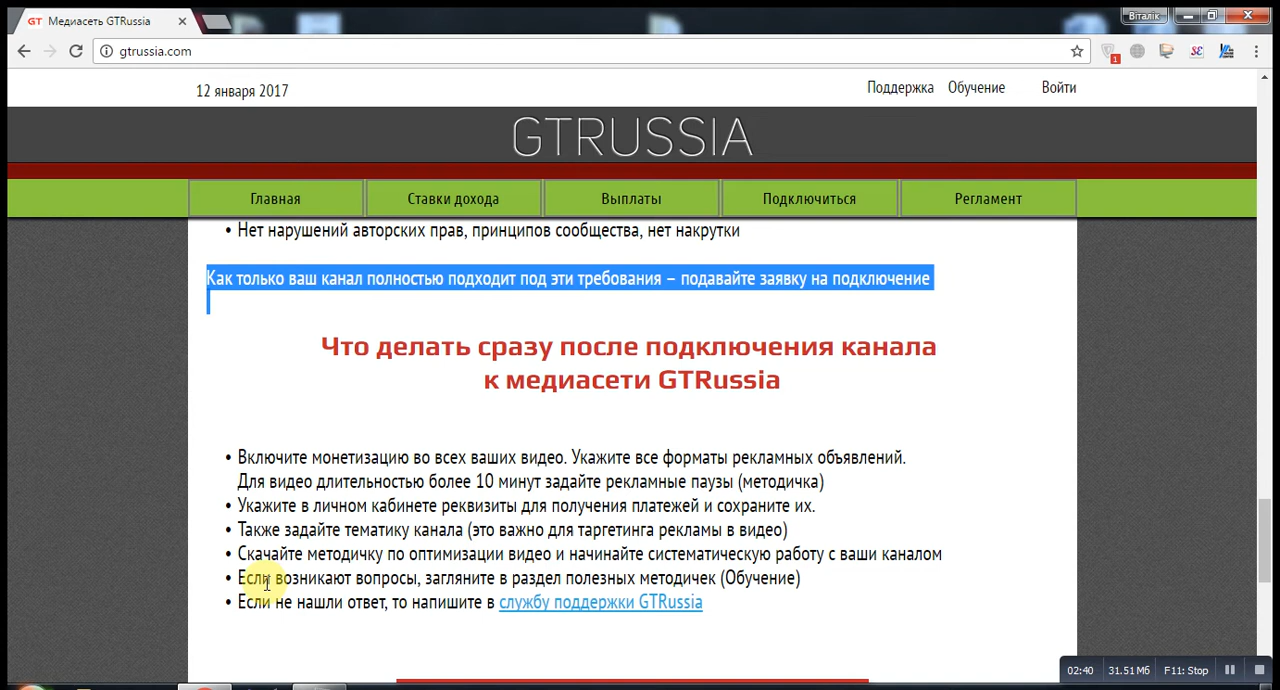 GT Медиасеть GTRussia
Віталік
gtrussia.com
1
12 января 2017
Поддержка Обучение Войти
GTRUSSIA
Главная Ставки дохода Выплаты Подключиться Регламент
• Нет нарушений авторских прав, принципов сообщества, нет накрутки
Как только ваш канал полностью подходит под эти требования – подавайте заявку на подключение
Что делать сразу после подключения канала
к медиасети GTRussia
• Включите монетизацию во всех ваших видео. Укажите все форматы рекламных объявлений.
Для видео длительностью более 10 минут задайте рекламные паузы (методичка)
• Укажите в личном кабинете реквизиты для получения платежей и сохраните их.
• Также задайте тематику канала (это важно для таргетинга рекламы в видео)
• Скачайте методичку по оптимизации видео и начинайте систематическую работу с ваши каналом
• Если возникают вопросы, загляните в раздел полезных методичек (Обучение)
• Если не нашли ответ, то напишите в службу поддержки GTRussia
02:40 31.51 Мб F11: Stop